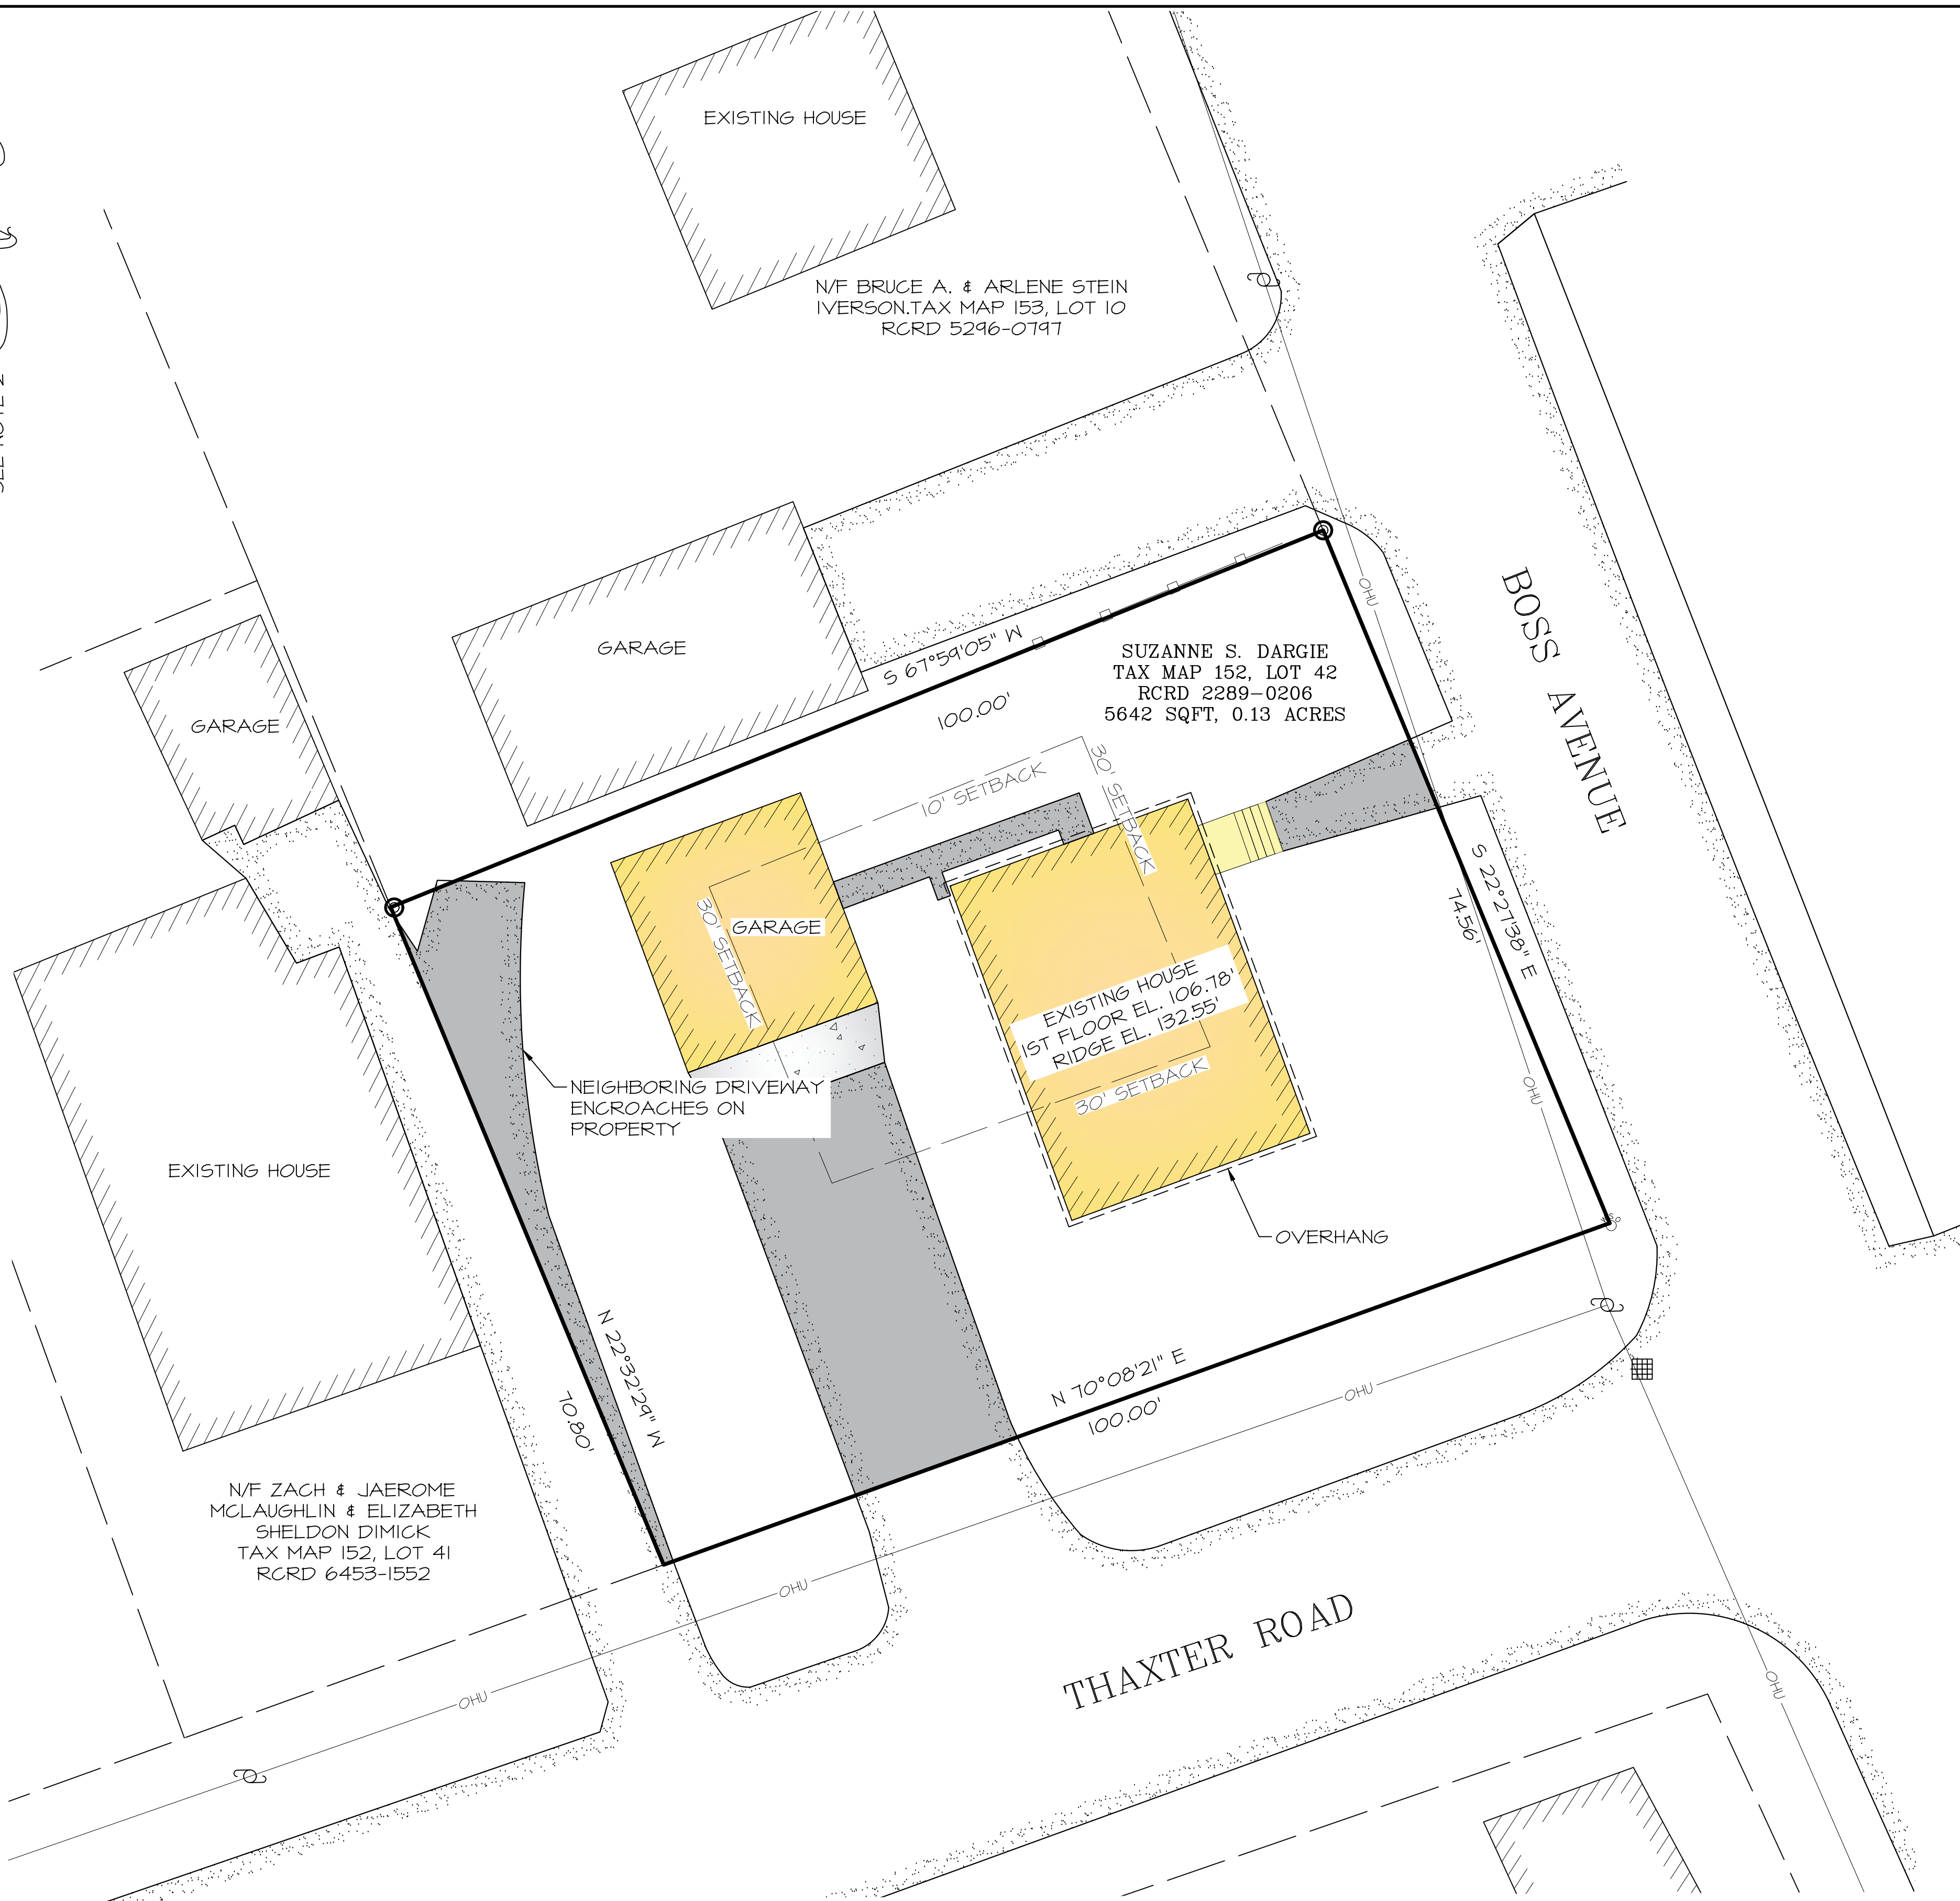 EXISTING HOUSE
N/F BRUCE A. & ARLENE STEIN
IVERSON.TAX MAP 153, LOT 10
RCRD 5296-0797
GARAGE
GARAGE
S 67°59'05" W
100.00'
SUZANNE S. DARGIE
TAX MAP 152, LOT 42
RCRD 2289-0206
5642 SQFT, 0.13 ACRES
OHU
BOSS AVENUE
10' SETBACK
30' SETBACK
30' SETBACK
GARAGE
S 22°27'38" E
74.56'
EXISTING HOUSE
1ST FLOOR EL. 106.78'
RIDGE EL. 132.55'
30' SETBACK
OHU
NEIGHBORING DRIVEWAY
ENCROACHES ON
PROPERTY
EXISTING HOUSE
OVERHANG
N 22°32'29" W
70.80'
N 70°08'21" E
100.00'
OHU
N/F ZACH & JAEROME
MCLAUGHLIN & ELIZABETH
SHELDON DIMICK
TAX MAP 152, LOT 41
RCRD 6453-1552
OHU
THAXTER ROAD
OHU
OHU